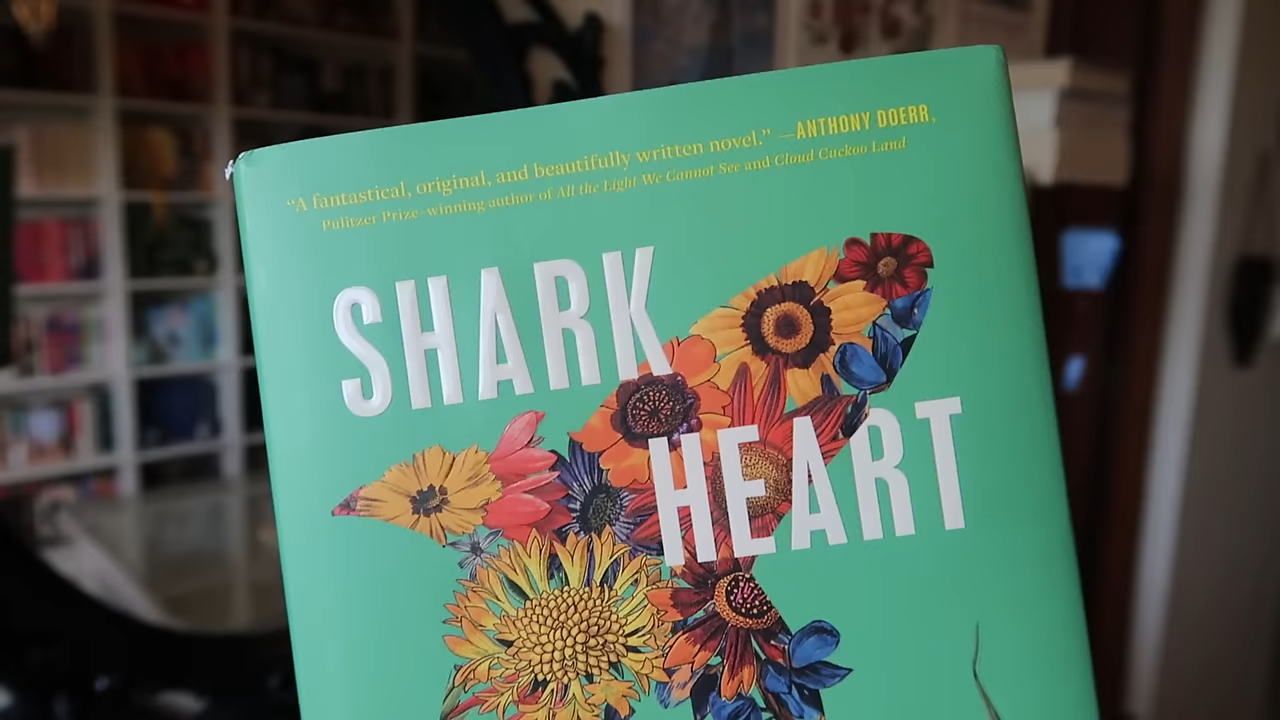 “A fantastical, original, and beautifully written novel.” —ANTHONY DOERR,
Pulitzer Prize–winning author of All the Light We Cannot See and Cloud Cuckoo Land
SHARK
HEART